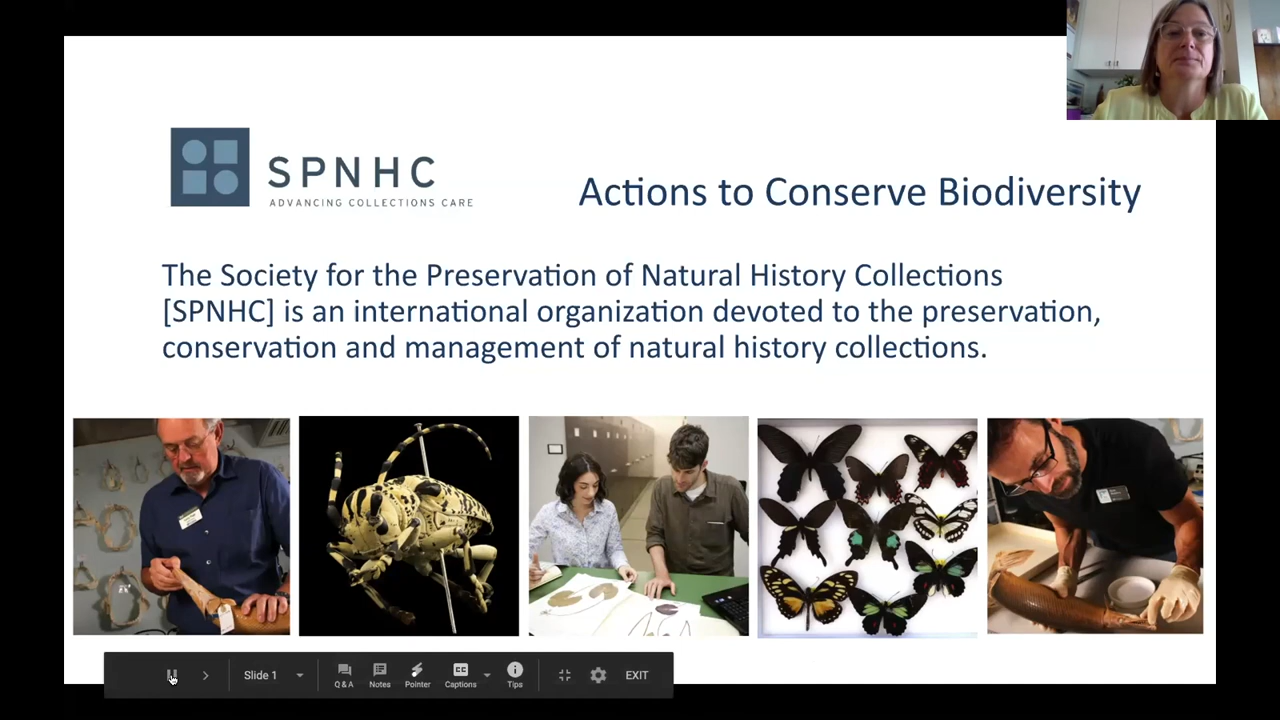 SPNHC
ADVANCING COLLECTIONS CARE
Actions to Conserve Biodiversity
The Society for the Preservation of Natural History Collections
[SPNHC] is an international organization devoted to the preservation,
conservation and management of natural history collections.
Slide 1
Q & A
Notes
Pointer
CC
Captions
Tips
EXIT